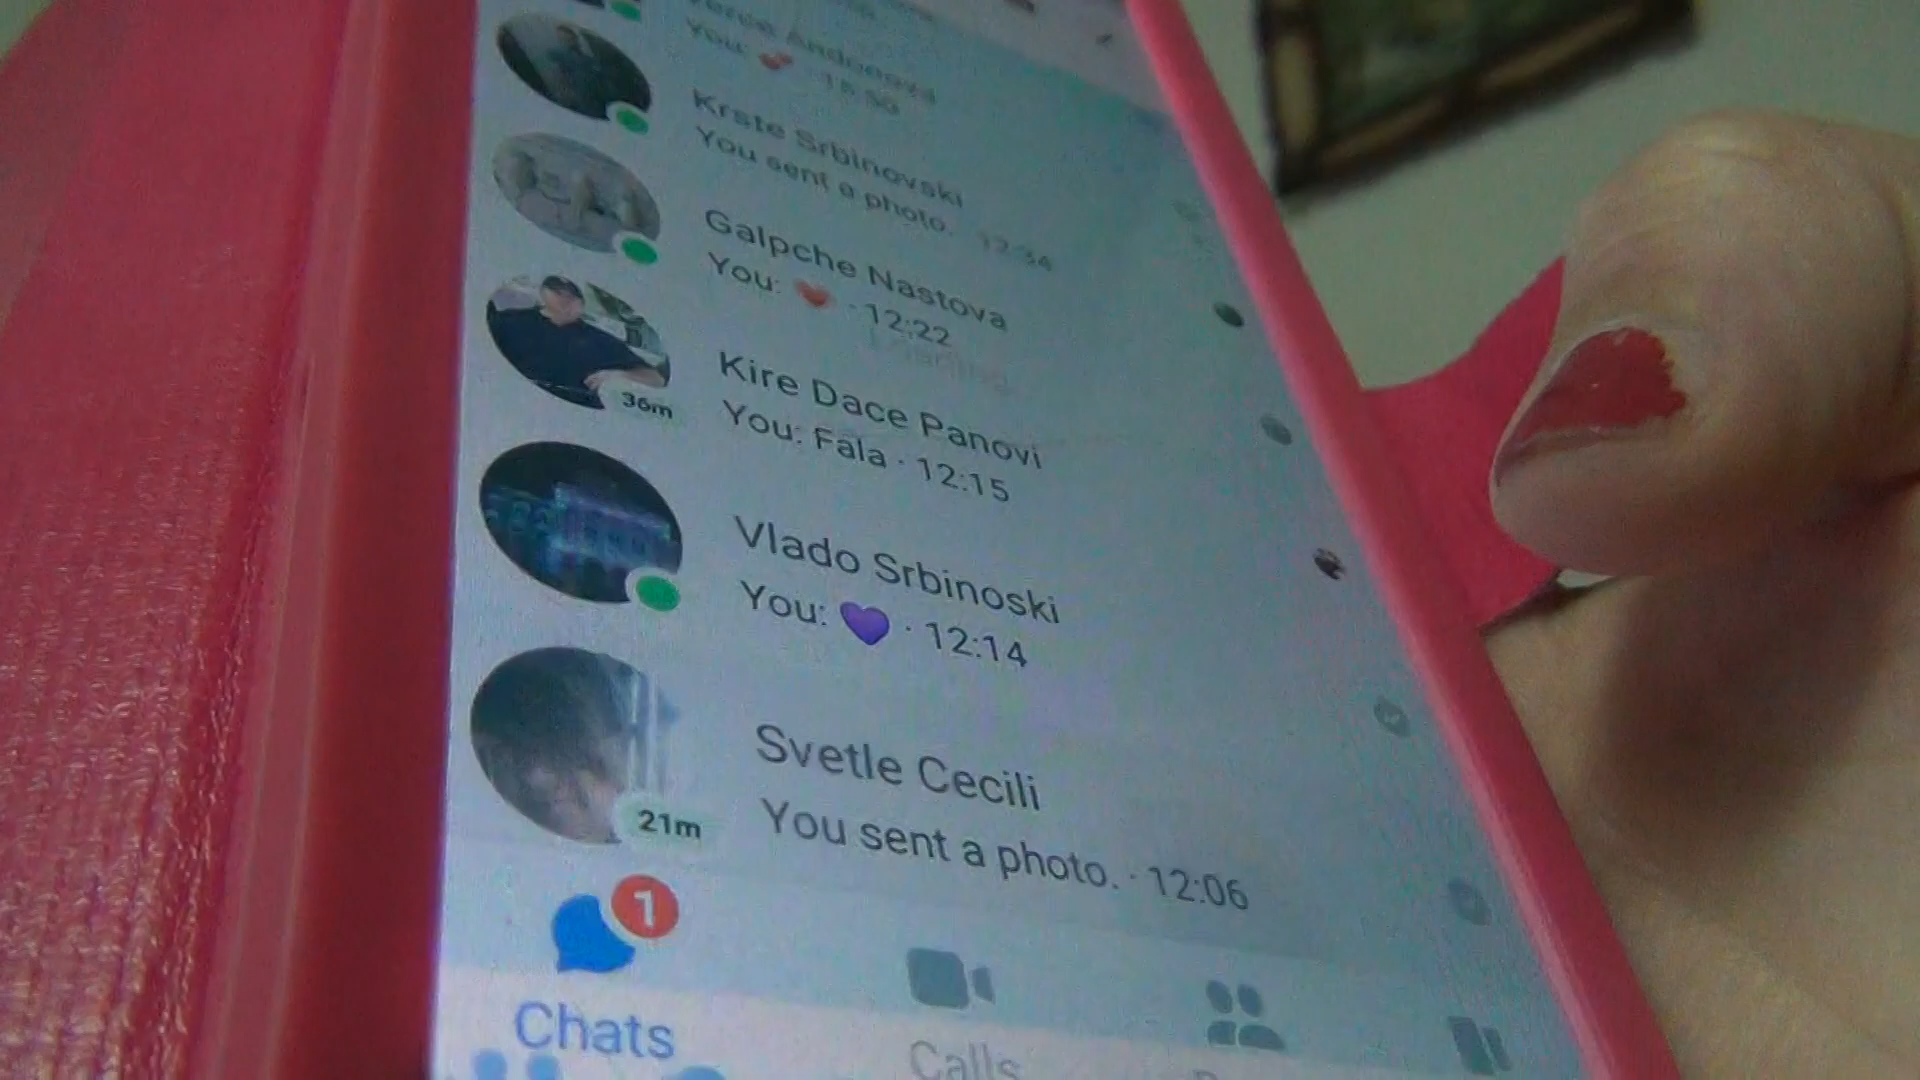 You: 💕
Krste Srbinovski
You sent a photo. · 12:34
Galpche Nastova
You: ❤️ · 12:22
Kire Dace Panovi
You: Fala · 12:15
36m
Vlado Srbinoski
You: 💜 · 12:14
Svetle Cecili
You sent a photo. · 12:06
21m
1
Chats
Calls